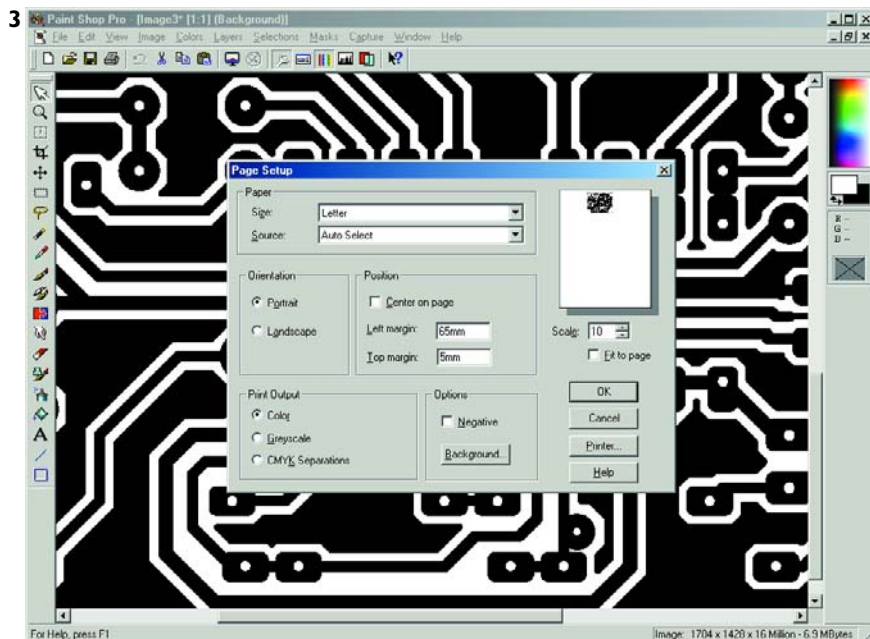 3
Paint Shop Pro - [Image3* [1:1] (Background)]
File Edit View Image Colors Layers Selections Masks Capture Window Help
Page Setup
Paper
Size: Letter
Source: Auto Select
Orientation
Portrait
Landscape
Position
Center on page
Left margin: 65mm
Top margin: 5mm
Scale: 10
Fit to page
Print Output
Color
Greyscale
CMYK Separations
Options
Negative
Background...
OK
Cancel
Printer...
Help
R --
G --
B --
For Help, press F1
Image: 1704 x 1428 x 16 Million - 6.9 MBytes